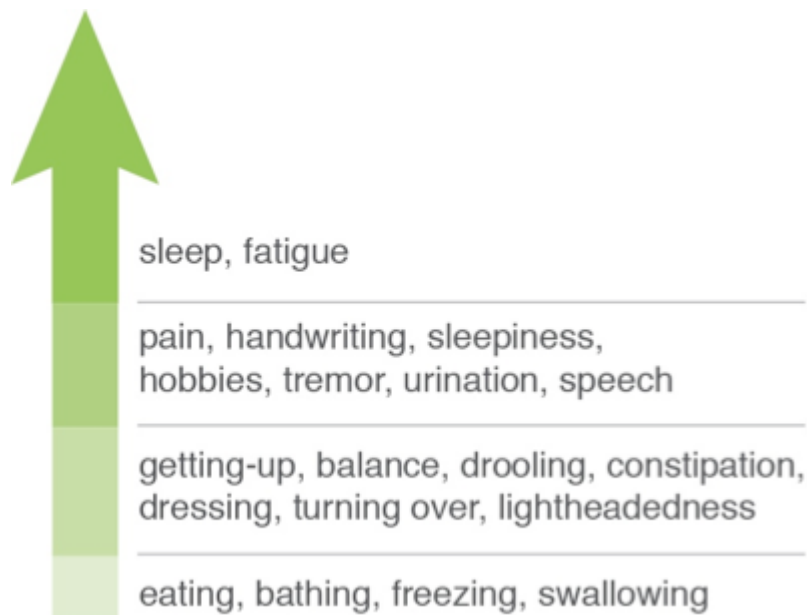 sleep, fatigue
pain, handwriting, sleepiness,
hobbies, tremor, urination, speech
getting-up, balance, drooling, constipation,
dressing, turning over, lightheadedness
eating, bathing, freezing, swallowing